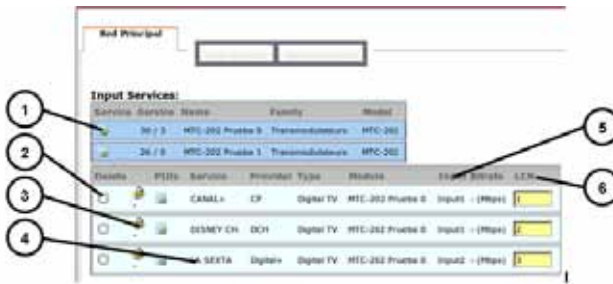 Red Principal
Input Services:
Service Service Name Family Model
1
30 / 3 MTC-202 Prueba 0 Transmodulateurs MTC-202
5
2
MTC-202 Prueba 1 Transmodulateurs MTC-202
Delete PIDs Service Provider Type Module Input Bitrate LCN
6
3
CANAL+ CP Digital TV MTC-202 Prueba 0 Input1 - (Mbps) 1
DISNEY CH. DCH Digital TV MTC-202 Prueba 0 Input1 - (Mbps) 2
4
LA SEXTA Digital+ Digital TV MTC-202 Prueba 0 Input2 - (Mbps) 3